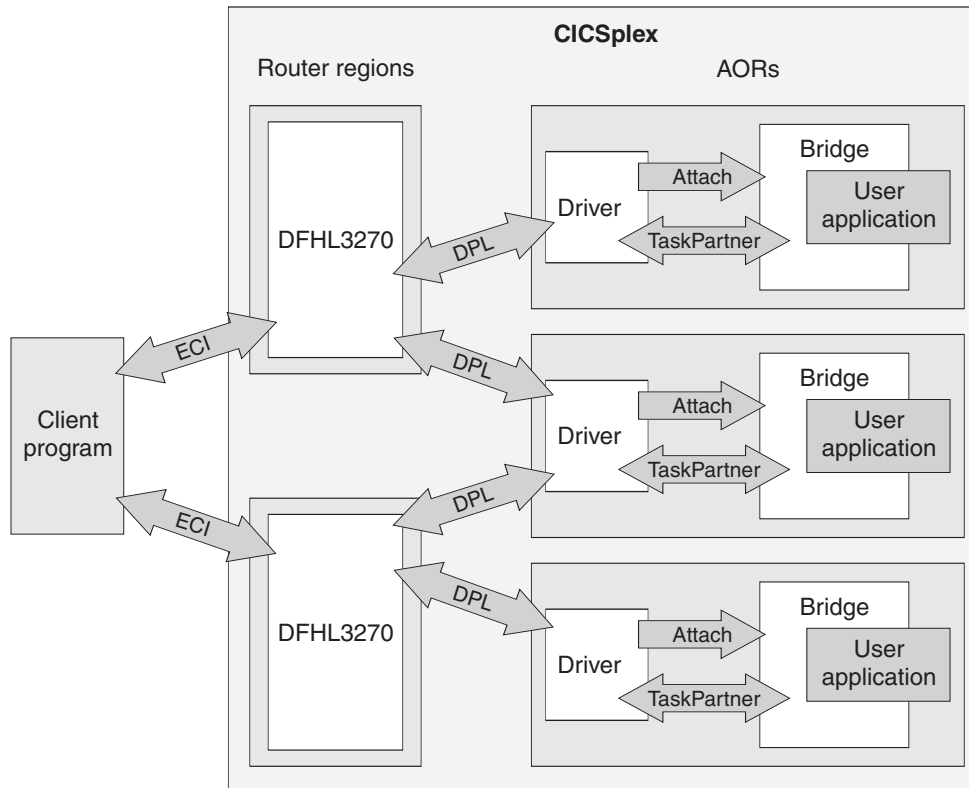 CICSplex
Router regions
AORs
DFHL3270
Driver
Attach
TaskPartner
Bridge
User
application
DPL
ECI
DPL
Client
program
Driver
Attach
TaskPartner
Bridge
User
application
ECI
DPL
DFHL3270
DPL
Driver
Attach
TaskPartner
Bridge
User
application